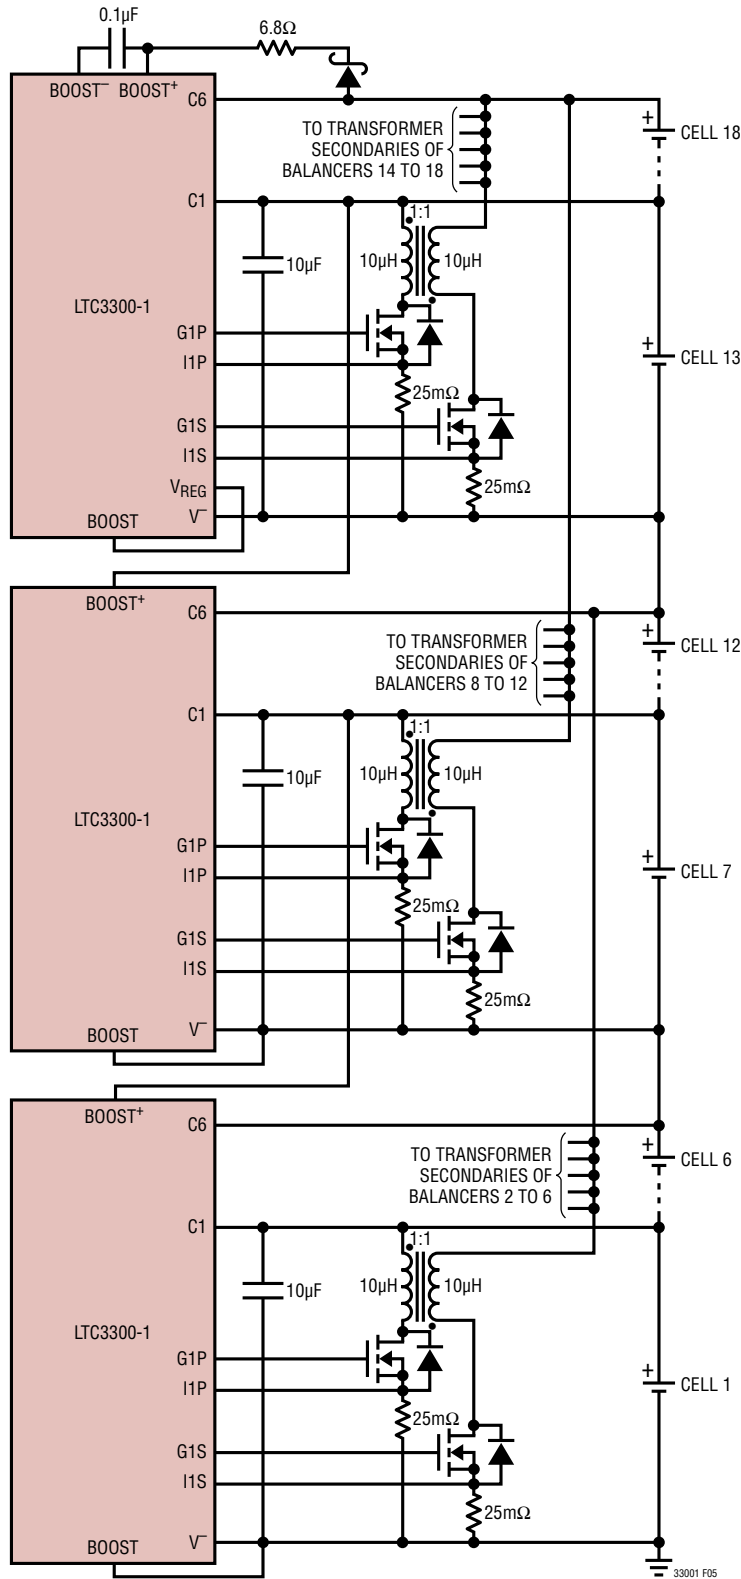 0.1µF
6.8Ω
BOOST– BOOST+
C6
TO TRANSFORMER
SECONDARIES OF
BALANCERS 14 TO 18
+
CELL 18
C1
1:1
10µF
10µH
10µH
LTC3300-1
G1P
I1P
+
CELL 13
25mΩ
G1S
I1S
25mΩ
VREG
BOOST
V–
BOOST+
C6
TO TRANSFORMER
SECONDARIES OF
BALANCERS 8 TO 12
+
CELL 12
C1
1:1
10µF
10µH
10µH
LTC3300-1
G1P
I1P
+
CELL 7
25mΩ
G1S
I1S
25mΩ
BOOST
V–
BOOST+
C6
TO TRANSFORMER
SECONDARIES OF
BALANCERS 2 TO 6
+
CELL 6
C1
1:1
10µF
10µH
10µH
LTC3300-1
G1P
I1P
+
CELL 1
25mΩ
G1S
I1S
25mΩ
BOOST
V–
33001 F05